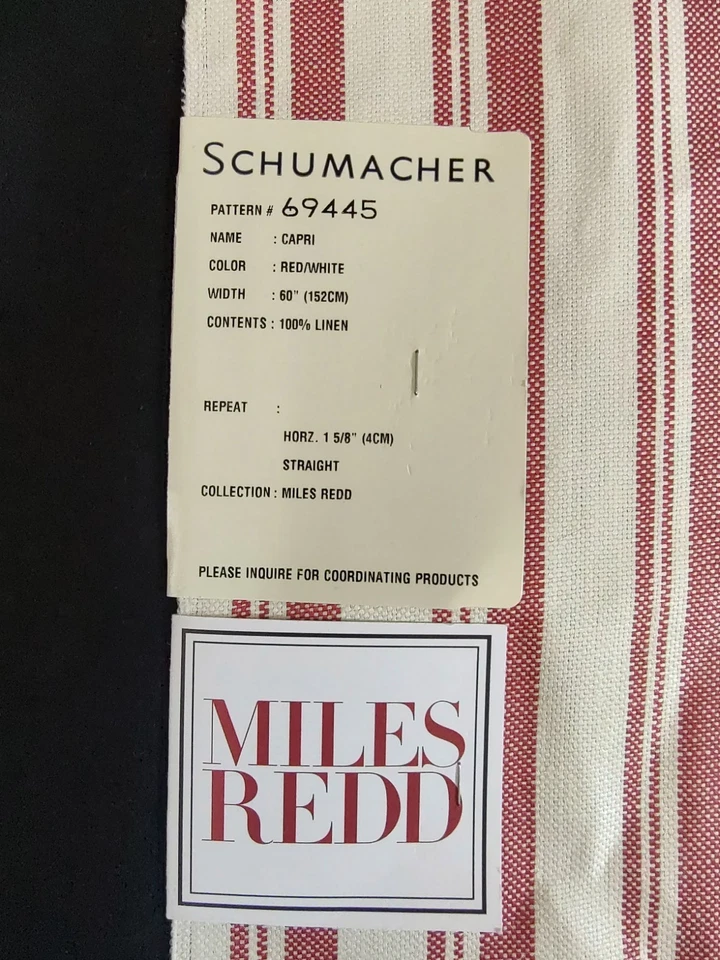 SCHUMACHER
PATTERN # 69445
NAME : CAPRI
COLOR : RED/WHITE
WIDTH : 60" (152CM)
CONTENTS : 100% LINEN
REPEAT :
HORZ. 1 5/8" (4CM)
STRAIGHT
COLLECTION : MILES REDD
PLEASE INQUIRE FOR COORDINATING PRODUCTS
MILES
REDD